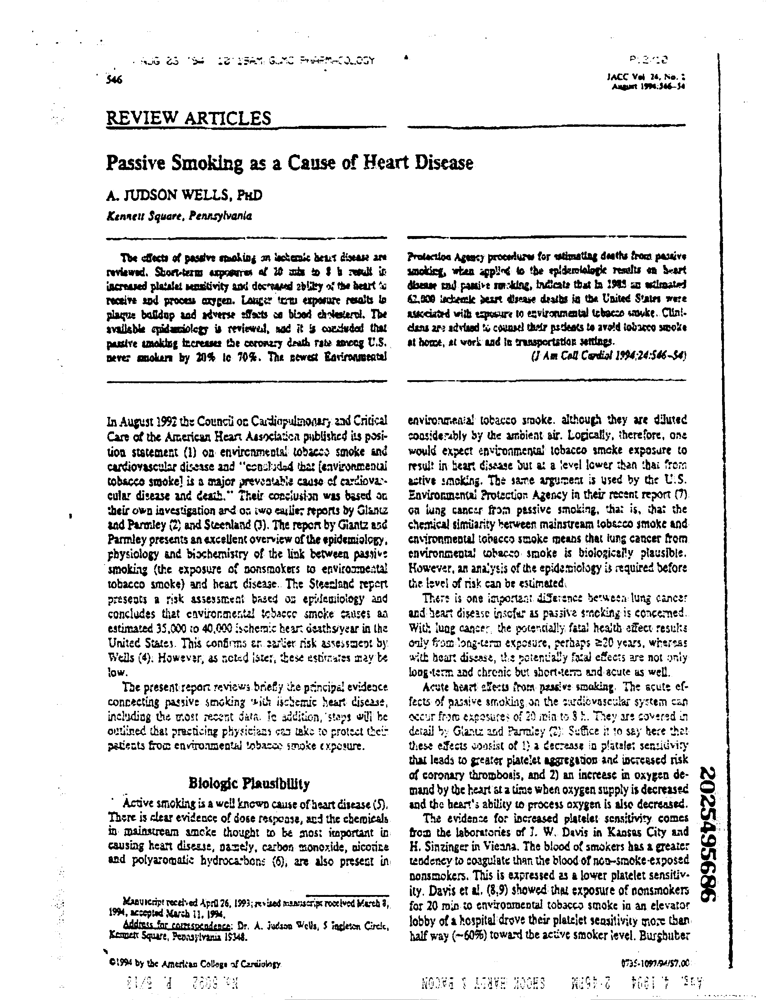 AUG 23 '94 12:15AM GUMC PHARMACOLOGY
P.2/10
546
JACC Vol. 24, No. 2
August 1994:546–54
REVIEW ARTICLES
Passive Smoking as a Cause of Heart Disease
A. JUDSON WELLS, PHD
Kennett Square, Pennsylvania
The effects of passive smoking on ischemic heart disease are
reviewed. Short-term exposures of 20 min to 8 h result in
increased platelet sensitivity and decreased ability of the heart to
receive and process oxygen. Longer term exposure results in
plaque buildup and adverse effects on blood cholesterol. The
available epidemiology is reviewed, and it is concluded that
passive smoking increases the coronary death rate among U.S.
never smokers by 20% to 70%. The newest Environmental
Protection Agency procedures for estimating deaths from passive
smoking, when applied to the epidemiologic results on heart
disease and passive smoking, indicate that in 1985 an estimated
62,000 ischemic heart disease deaths in the United States were
associated with exposure to environmental tobacco smoke. Clini-
cians are advised to counsel their patients to avoid tobacco smoke
at home, at work and in transportation settings.
(J Am Coll Cardiol 1994;24:546–54)
In August 1992 the Council on Cardiopulmonary and Critical
Care of the American Heart Association published its posi-
tion statement (1) on environmental tobacco smoke and
cardiovascular disease and "concluded that [environmental
tobacco smoke] is a major preventable cause of cardiovas-
cular disease and death." Their conclusion was based on
their own investigation and on two earlier reports by Glantz
and Parmley (2) and Steenland (3). The report by Glantz and
Parmley presents an excellent overview of the epidemiology,
physiology and biochemistry of the link between passive
smoking (the exposure of nonsmokers to environmental
tobacco smoke) and heart disease. The Steenland report
presents a risk assessment based on epidemiology and
concludes that environmental tobacco smoke causes an
estimated 35,000 to 40,000 ischemic heart deaths/year in the
United States. This confirms an earlier risk assessment by
Wells (4). However, as noted later, these estimates may be
low.
The present report reviews briefly the principal evidence
connecting passive smoking with ischemic heart disease,
including the most recent data. In addition, steps will be
outlined that practicing physicians can take to protect their
patients from environmental tobacco smoke exposure.
Biologic Plausibility
Active smoking is a well known cause of heart disease (5).
There is clear evidence of dose response, and the chemicals
in mainstream smoke thought to be most important in
causing heart disease, namely, carbon monoxide, nicotine
and polyaromatic hydrocarbons (6), are also present in
Manuscript received April 26, 1993; revised manuscript received March 8,
1994, accepted March 11, 1994.
Address for correspondence: Dr. A. Judson Wells, 5 Ingleton Circle,
Kennett Square, Pennsylvania 19348.
©1994 by the American College of Cardiology
environmental tobacco smoke. although they are diluted
considerably by the ambient air. Logically, therefore, one
would expect environmental tobacco smoke exposure to
result in heart disease but at a level lower than that from
active smoking. The same argument is used by the U.S.
Environmental Protection Agency in their recent report (7)
on lung cancer from passive smoking, that is, that the
chemical similarity between mainstream tobacco smoke and
environmental tobacco smoke means that lung cancer from
environmental tobacco smoke is biologically plausible.
However, an analysis of the epidemiology is required before
the level of risk can be estimated.
There is one important difference between lung cancer
and heart disease insofar as passive smoking is concerned.
With lung cancer, the potentially fatal health effect results
only from long-term exposure, perhaps ≥20 years, whereas
with heart disease, the potentially fatal effects are not only
long-term and chronic but short-term and acute as well.
Acute heart effects from passive smoking. The acute ef-
fects of passive smoking on the cardiovascular system can
occur from exposures of 20 min to 8 h. They are covered in
detail by Glantz and Parmley (2). Suffice it to say here that
these effects consist of 1) a decrease in platelet sensitivity
that leads to greater platelet aggregation and increased risk
of coronary thrombosis, and 2) an increase in oxygen de-
mand by the heart at a time when oxygen supply is decreased
and the heart's ability to process oxygen is also decreased.
The evidence for increased platelet sensitivity comes
from the laboratories of J. W. Davis in Kansas City and
H. Sinzinger in Vienna. The blood of smokers has a greater
tendency to coagulate than the blood of non–smoke-exposed
nonsmokers. This is expressed as a lower platelet sensitiv-
ity. Davis et al. (8,9) showed that exposure of nonsmokers
for 20 min to environmental tobacco smoke in an elevator
lobby of a hospital drove their platelet sensitivity more than
half way (~60%) toward the active smoker level. Burghuber
0735-1097/94/$7.00
2025495686
Aug. 4. 1994 2:46PM SHOOK HARDY & BACON No. 8092 P. 6/13